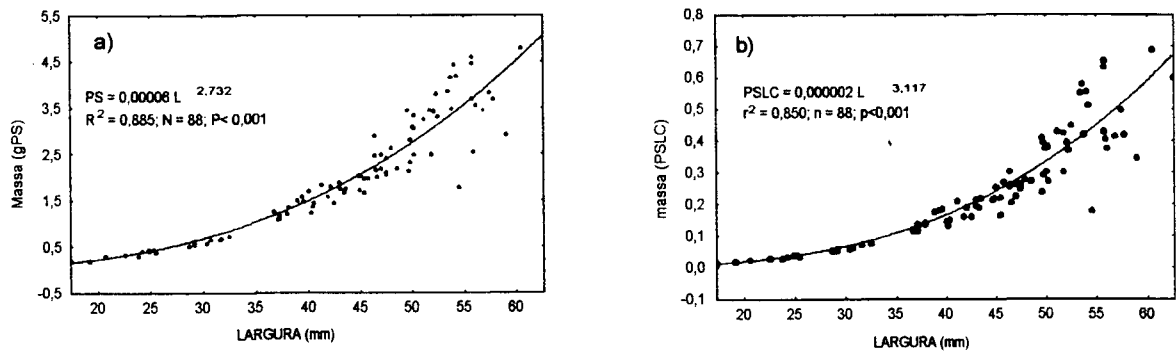 a)
PS = 0,00006 L 2,732
R2 = 0,885; N = 88; P< 0,001
Massa (gPS)
5,5
4,5
3,5
2,5
1,5
0,5
-0,5
20 25 30 35 40 45 50 55 60
LARGURA (mm)
b)
PSLC = 0,000002 L 3,117
r2 = 0,850; n = 88; p<0,001
massa (PSLC)
0,8
0,7
0,6
0,5
0,4
0,3
0,2
0,1
0,0
-0,1
20 25 30 35 40 45 50 55 60
LARGURA (mm)